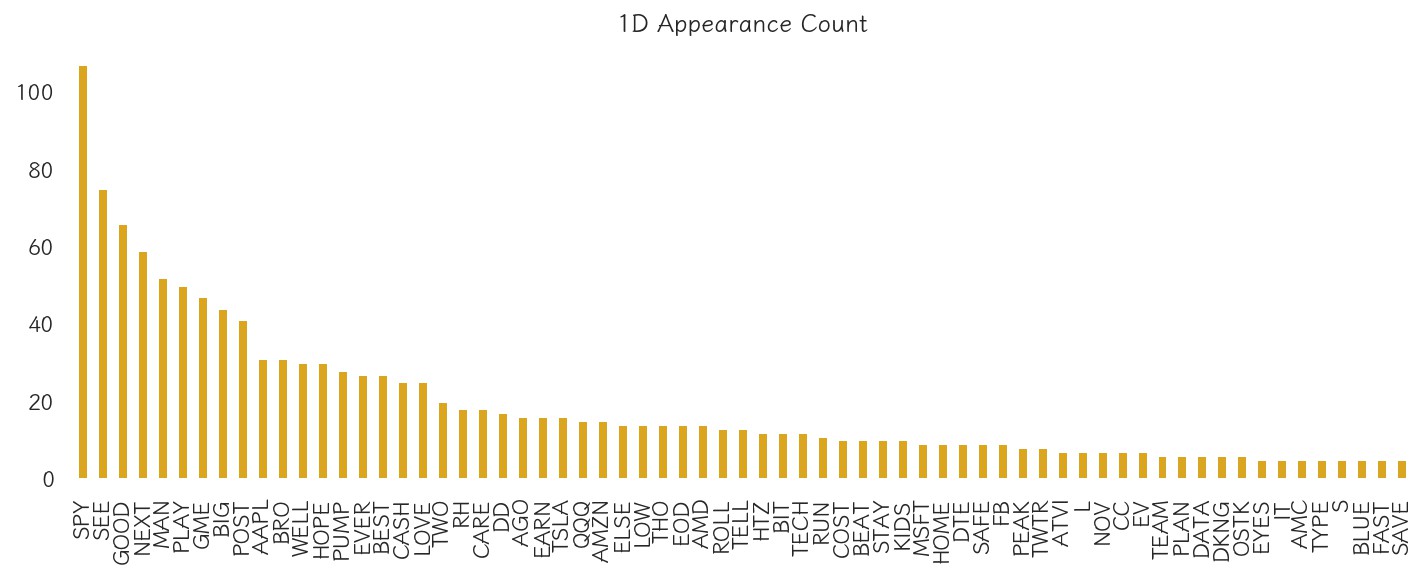 1D Appearance Count
100
80
60
40
20
0
SPY
SEE
GOOD
NEXT
MAN
PLAY
GME
BIG
POST
AAPL
BRO
WELL
HOPE
PUMP
EVER
BEST
CASH
LOVE
TWO
RH
CARE
DD
AGO
EARN
TSLA
QQQ
AMZN
ELSE
LOW
THO
EOD
AMD
ROLL
TELL
HTZ
BIT
TECH
RUN
COST
BEAT
STAY
KIDS
MSFT
HOME
DTE
SAFE
FB
PEAK
TWTR
ATVI
L
NOV
CC
EV
TEAM
PLAN
DATA
DKNG
OSTK
EYES
IT
AMC
TYPE
S
BLUE
FAST
SAVE